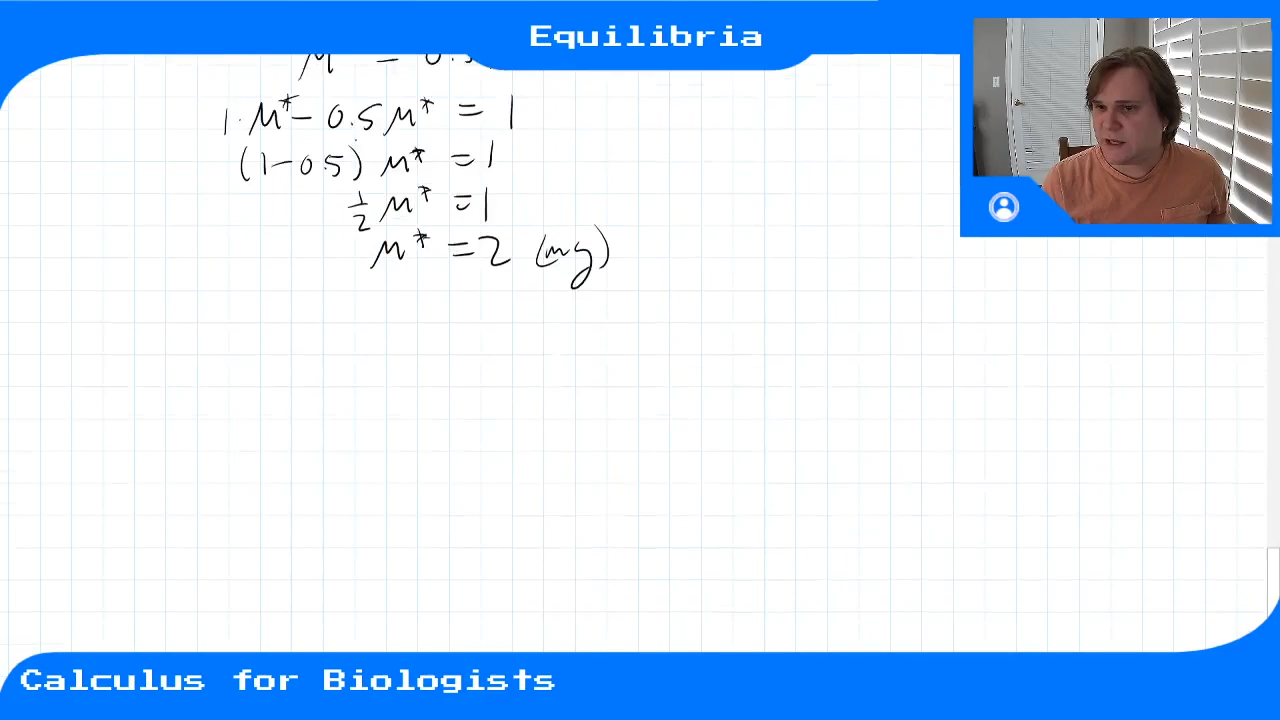 Equilibria
1·M* - 0.5M* = 1
(1-0.5) M* = 1
1/2 M* = 1
M* = 2 (mg)
Calculus for Biologists